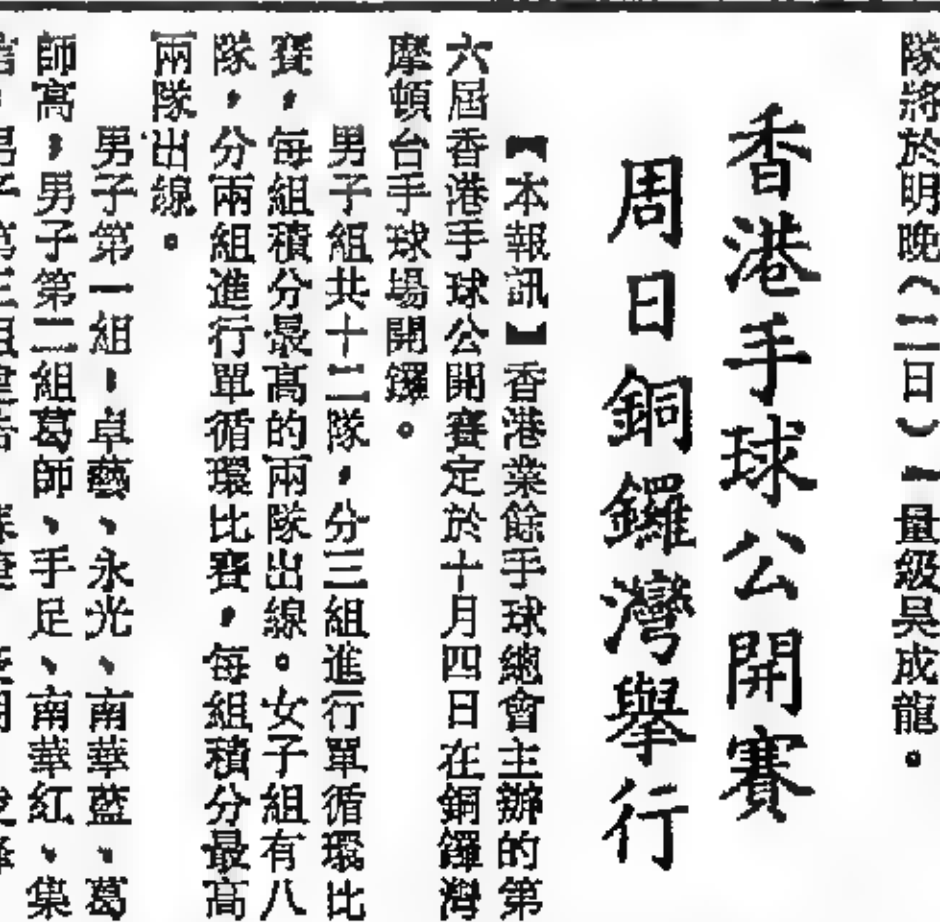 隊將於明晚(二日)一量級吳成龍。
香港手球公開賽
周日銅鑼灣舉行
【本報訊】香港業餘手球總會主辦的第
六屆香港手球公開賽定於十月四日在銅鑼灣
摩頓台手球場開鑼。
男子組共十二隊,分三組進行單循環比
賽,每組積分最高的兩隊出線。女子組有八
隊,分兩組進行單循環比賽,每組積分最高
兩隊出線。
男子第一組,卓藝、永光、南華藍、葛
師高,男子第二組葛師、手足、南華紅、集
男子第三組